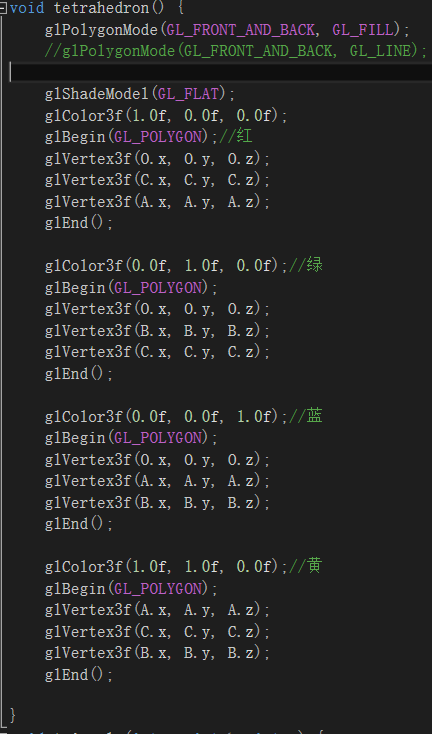 void tetrahedron() {
glPolygonMode(GL_FRONT_AND_BACK, GL_FILL);
//glPolygonMode(GL_FRONT_AND_BACK, GL_LINE);
glShadeModel(GL_FLAT);
glColor3f(1.0f, 0.0f, 0.0f);
glBegin(GL_POLYGON);//红
glVertex3f(O.x, O.y, O.z);
glVertex3f(C.x, C.y, C.z);
glVertex3f(A.x, A.y, A.z);
glEnd();
glColor3f(0.0f, 1.0f, 0.0f);//绿
glBegin(GL_POLYGON);
glVertex3f(O.x, O.y, O.z);
glVertex3f(B.x, B.y, B.z);
glVertex3f(C.x, C.y, C.z);
glEnd();
glColor3f(0.0f, 0.0f, 1.0f);//蓝
glBegin(GL_POLYGON);
glVertex3f(O.x, O.y, O.z);
glVertex3f(A.x, A.y, A.z);
glVertex3f(B.x, B.y, B.z);
glEnd();
glColor3f(1.0f, 1.0f, 0.0f);//黄
glBegin(GL_POLYGON);
glVertex3f(A.x, A.y, A.z);
glVertex3f(C.x, C.y, C.z);
glVertex3f(B.x, B.y, B.z);
glEnd();
}